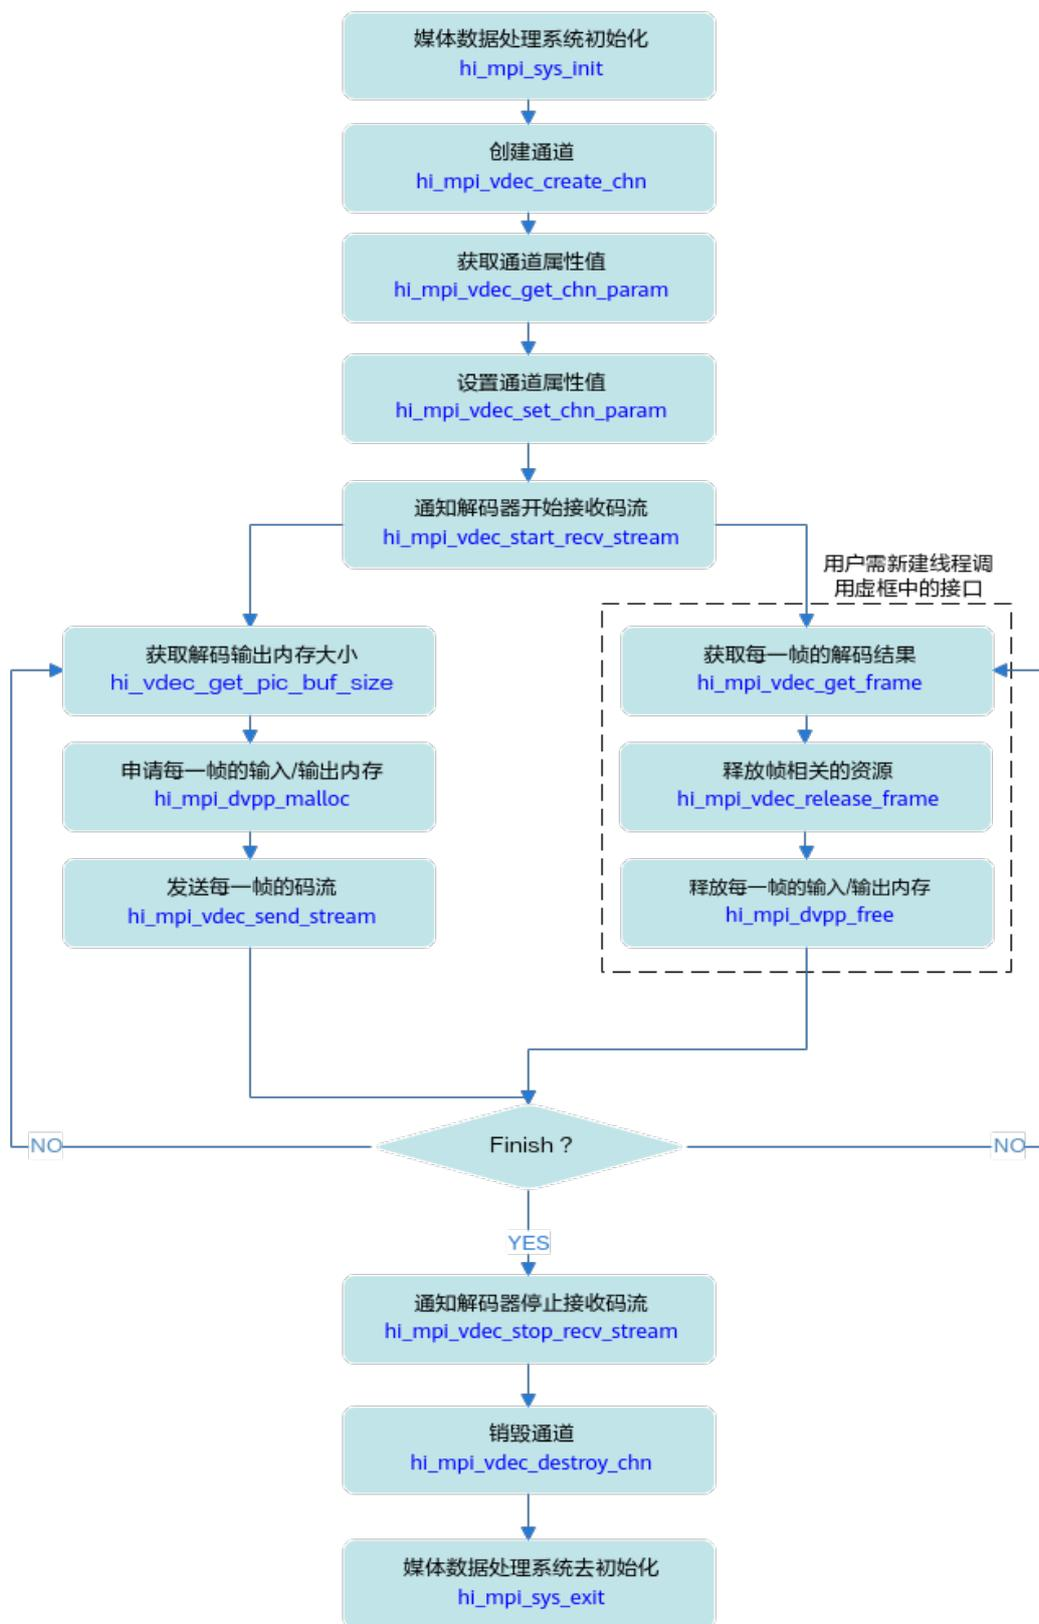 媒体数据处理系统初始化
hi_mpi_sys_init
创建通道
hi_mpi_vdec_create_chn
获取通道属性值
hi_mpi_vdec_get_chn_param
设置通道属性值
hi_mpi_vdec_set_chn_param
通知解码器开始接收码流
hi_mpi_vdec_start_recv_stream
用户需新建线程调
用虚框中的接口
获取解码输出内存大小
hi_vdec_get_pic_buf_size
申请每一帧的输入/输出内存
hi_mpi_dvpp_malloc
发送每一帧的码流
hi_mpi_vdec_send_stream
获取每一帧的解码结果
hi_mpi_vdec_get_frame
释放帧相关的资源
hi_mpi_vdec_release_frame
释放每一帧的输入/输出内存
hi_mpi_dvpp_free
NO
Finish ?
NO
YES
通知解码器停止接收码流
hi_mpi_vdec_stop_recv_stream
销毁通道
hi_mpi_vdec_destroy_chn
媒体数据处理系统去初始化
hi_mpi_sys_exit